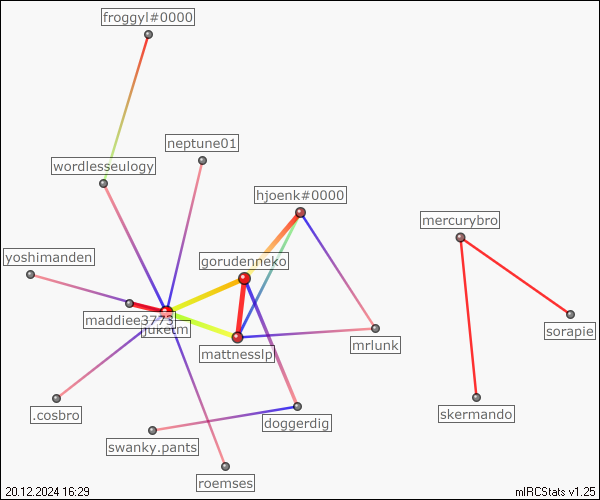 froggyl#0000
neptune01
wordlesseulogy
hjoenk#0000
mercurybro
yoshimanden
gorudenneko
maddiee3773
juketm
sorapie
mattnesslp
mrlunk
.cosbro
skermando
doggerdig
swanky.pants
roemses
20.12.2024 16:29
mIRCStats v1.25